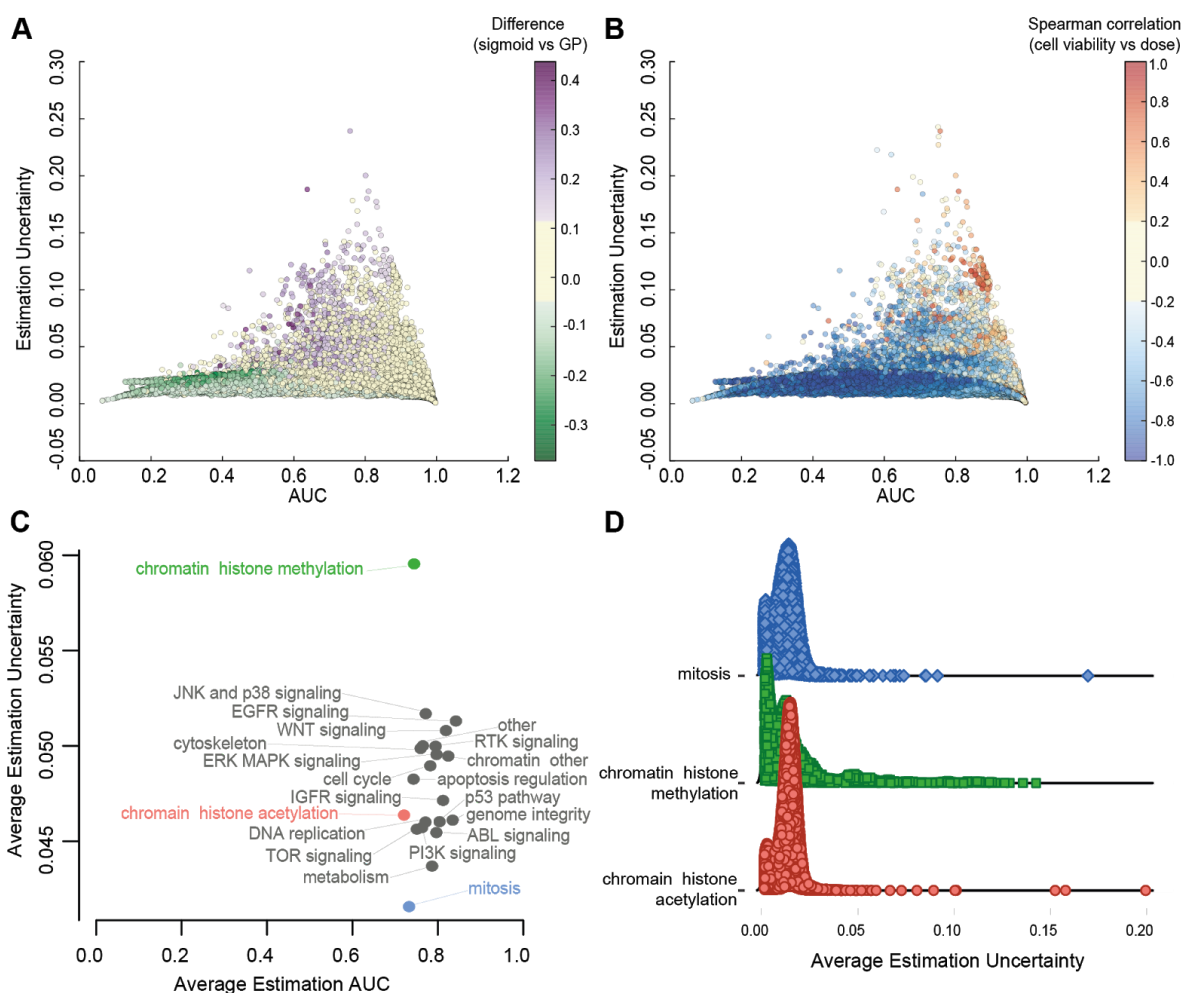 A
Difference
(sigmoid vs GP)
0.30
0.25
0.20
0.15
0.10
0.05
0.00
-0.05
Estimation Uncertainty
0.0
0.2
0.4
0.6
0.8
1.0
1.2
AUC
0.4
0.3
0.2
0.1
0.0
-0.1
-0.2
-0.3
B
Spearman correlation
(cell viability vs dose)
0.30
0.25
0.20
0.15
0.10
0.05
0.00
-0.05
Estimation Uncertainty
0.0
0.2
0.4
0.6
0.8
1.0
1.2
AUC
1.0
0.8
0.6
0.4
0.2
0.0
-0.2
-0.4
-0.6
-0.8
-1.0
C
0.060
0.055
0.050
0.045
Average Estimation Uncertainty
chromatin histone methylation
JNK and p38 signaling
EGFR signaling
WNT signaling
other
cytoskeleton
RTK signaling
ERK MAPK signaling
chromatin other
cell cycle
apoptosis regulation
IGFR signaling
p53 pathway
chromain histone acetylation
genome integrity
DNA replication
ABL signaling
TOR signaling
PI3K signaling
metabolism
mitosis
0.0
0.2
0.4
0.6
0.8
1.0
Average Estimation AUC
D
mitosis
chromatin histone
methylation
chromain histone
acetylation
0.00
0.05
0.10
0.15
0.20
Average Estimation Uncertainty